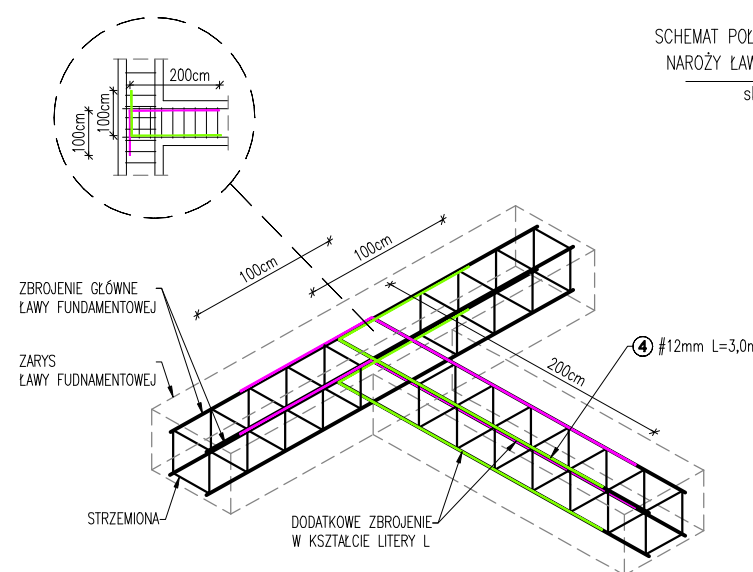 SCHEMAT POŁ
NAROŻY ŁAW
sl
200cm
100cm
100cm
100cm
100cm
ZBROJENIE GŁÓWNE
ŁAWY FUNDAMENTOWEJ
ZARYS
ŁAWY FUDNAMENTOWEJ
200cm
4 #12mm L=3,0m
STRZEMIONA
DODATKOWE ZBROJENIE
W KSZTAŁCIE LITERY L